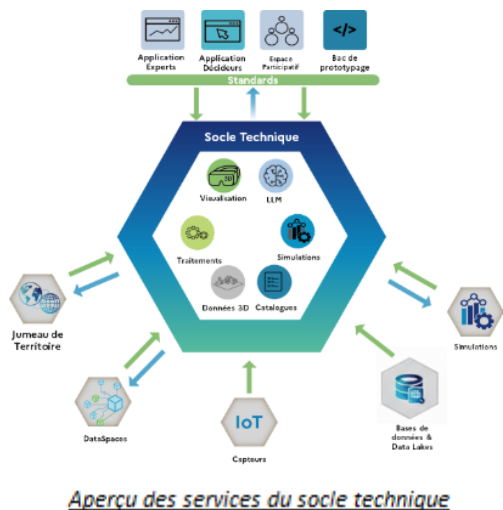 </>
Application
Experts
Application
Décideurs
Espace
Participatif
Bac de
prototypage
Standards
Socle Technique
3D
Visualisation
LLM
Traitements
Simulations
Données 3D
Catalogues
Jumeau de
Territoire
Simulations
DataSpaces
IoT
Capteurs
Bases de
données &
Data Lakes
Aperçu des services du socle technique